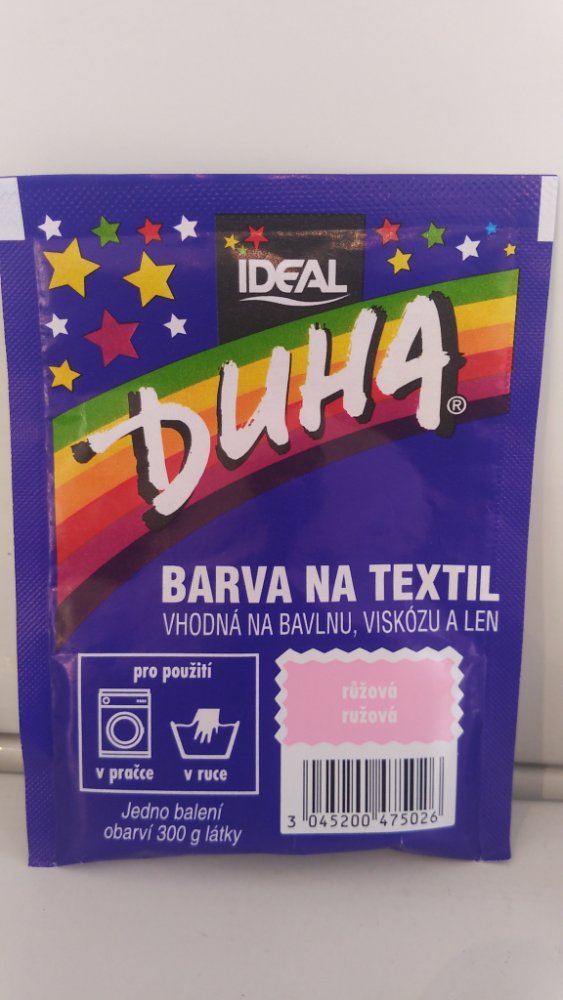 IDEAL
DUHA®
BARVA NA TEXTIL
VHODNÁ NA BAVLNU, VISKÓZU A LEN
pro použití
v pračce v ruce
Jedno balení
obarví 300 g látky
růžová
ružová
3 045200 475026